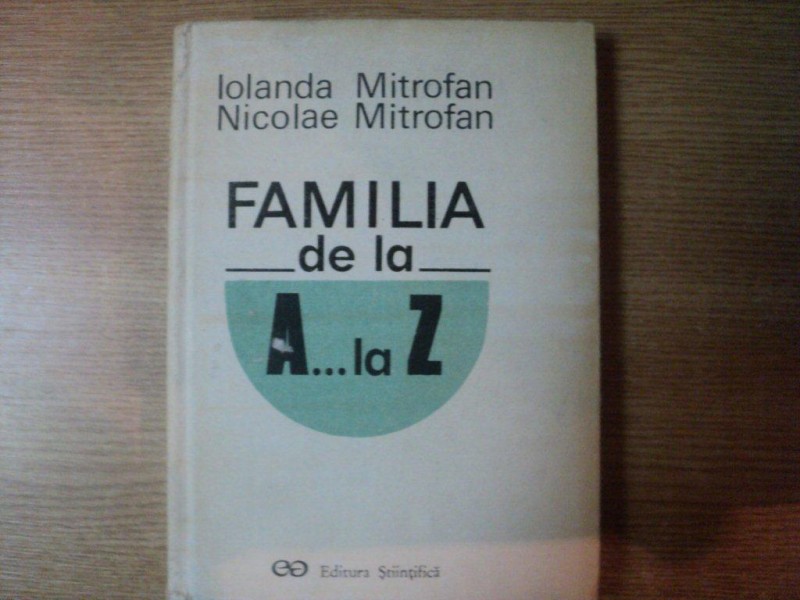 Iolanda Mitrofan
Nicolae Mitrofan
FAMILIA
de la
A...la Z
Editura Științifică